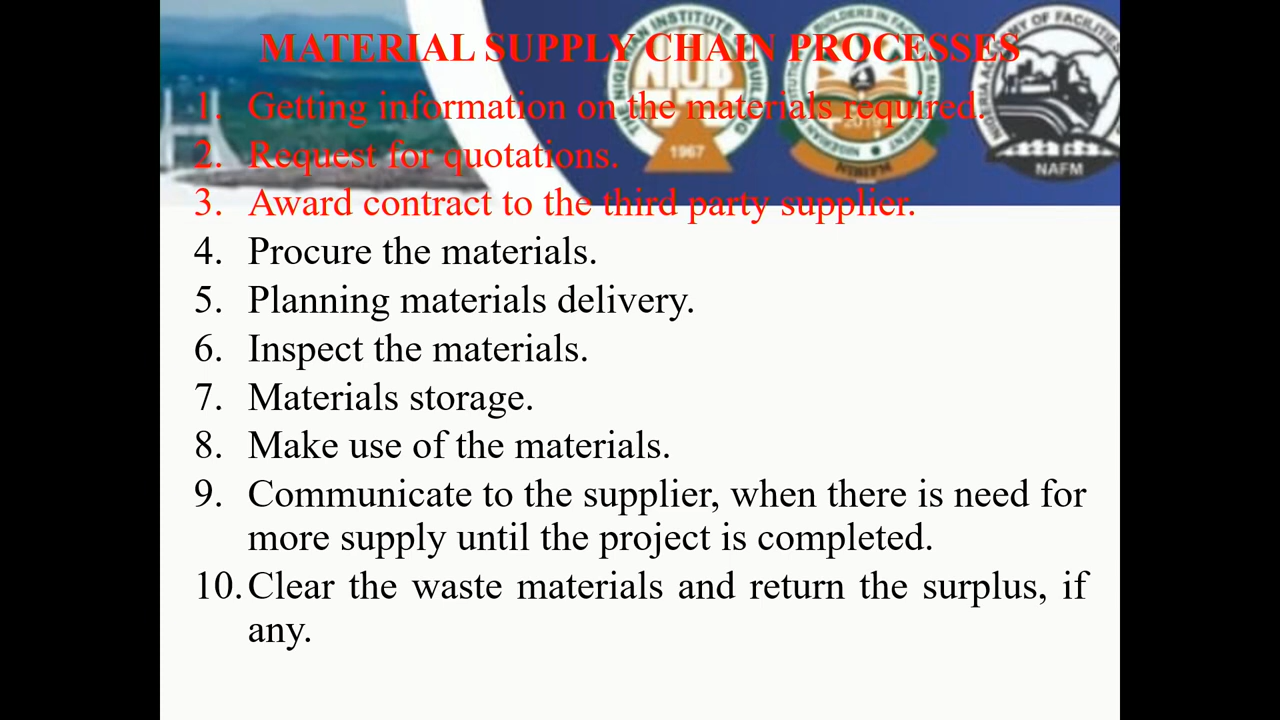 MATERIAL SUPPLY CHAIN PROCESSES
1. Getting information on the materials required.
2. Request for quotations.
3. Award contract to the third party supplier.
4. Procure the materials.
5. Planning materials delivery.
6. Inspect the materials.
7. Materials storage.
8. Make use of the materials.
9. Communicate to the supplier, when there is need for
more supply until the project is completed.
10. Clear the waste materials and return the surplus, if
any.
1967
NAFM